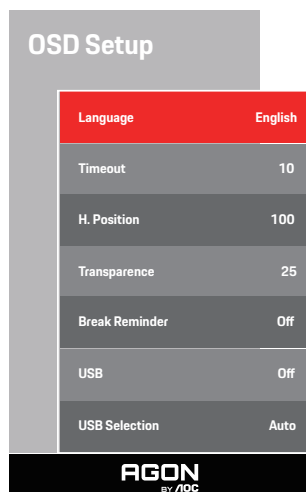 OSD Setup
Language English
Timeout 10
H. Position 100
Transparence 25
Break Reminder Off
USB Off
USB Selection Auto
AGON
BY AOC